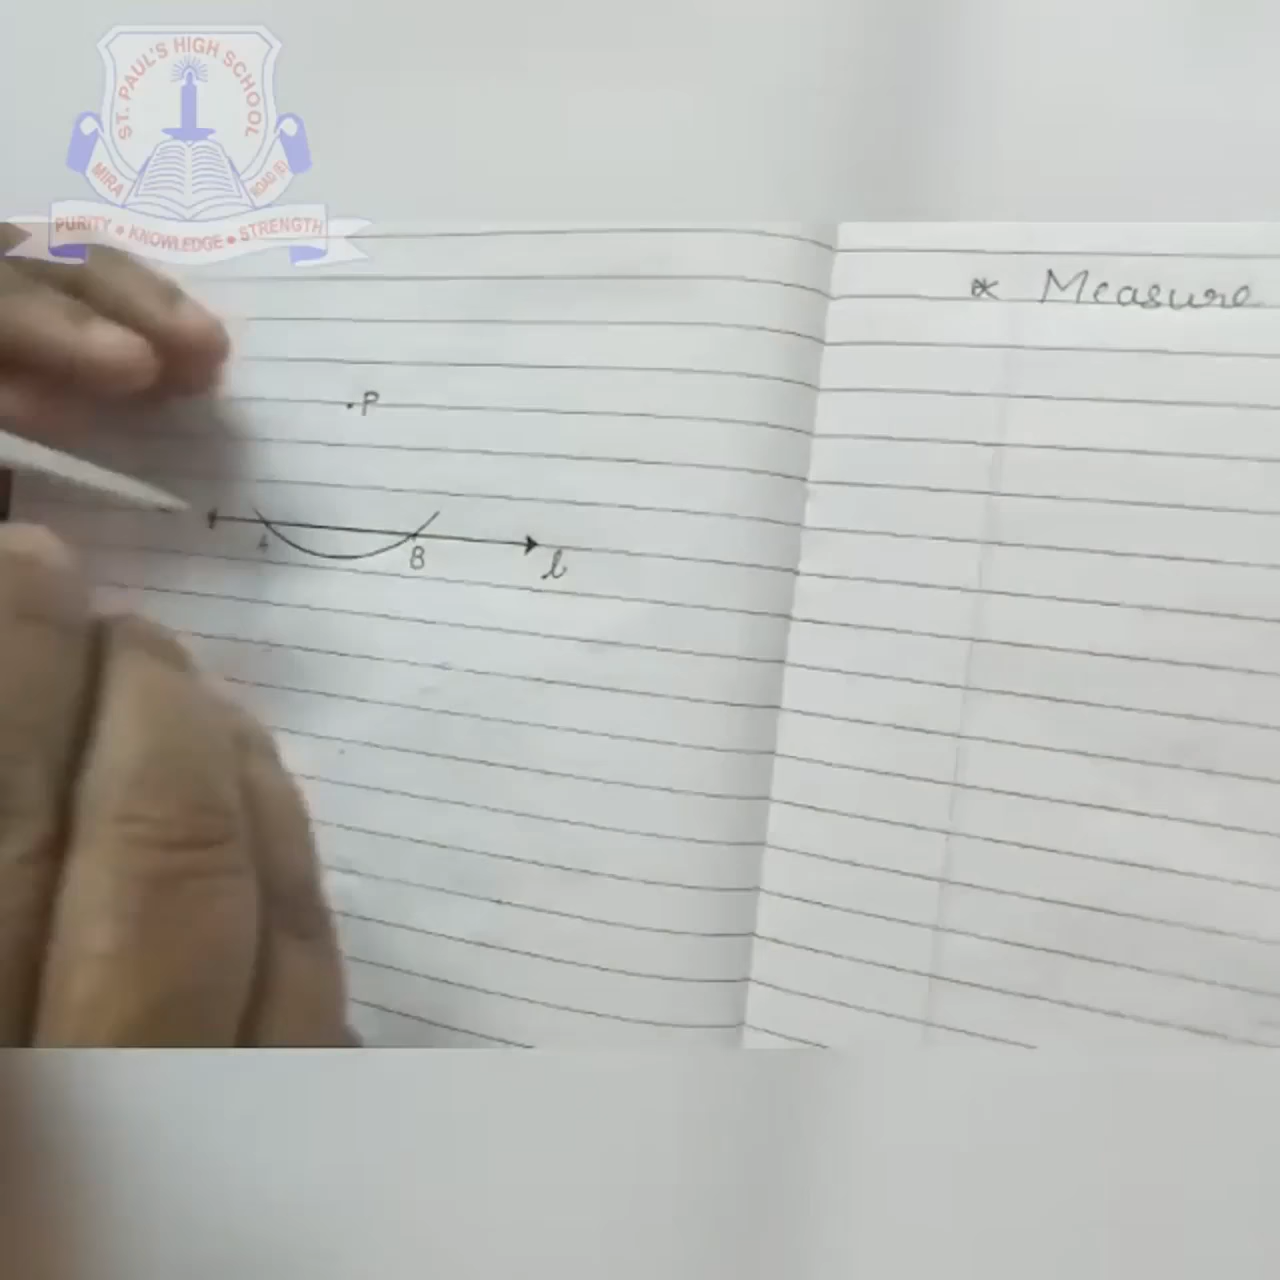 ST. PAUL'S HIGH SCHOOL
MIRA ROAD (E)
PURITY • KNOWLEDGE • STRENGTH
* Measure
P
A
B
l